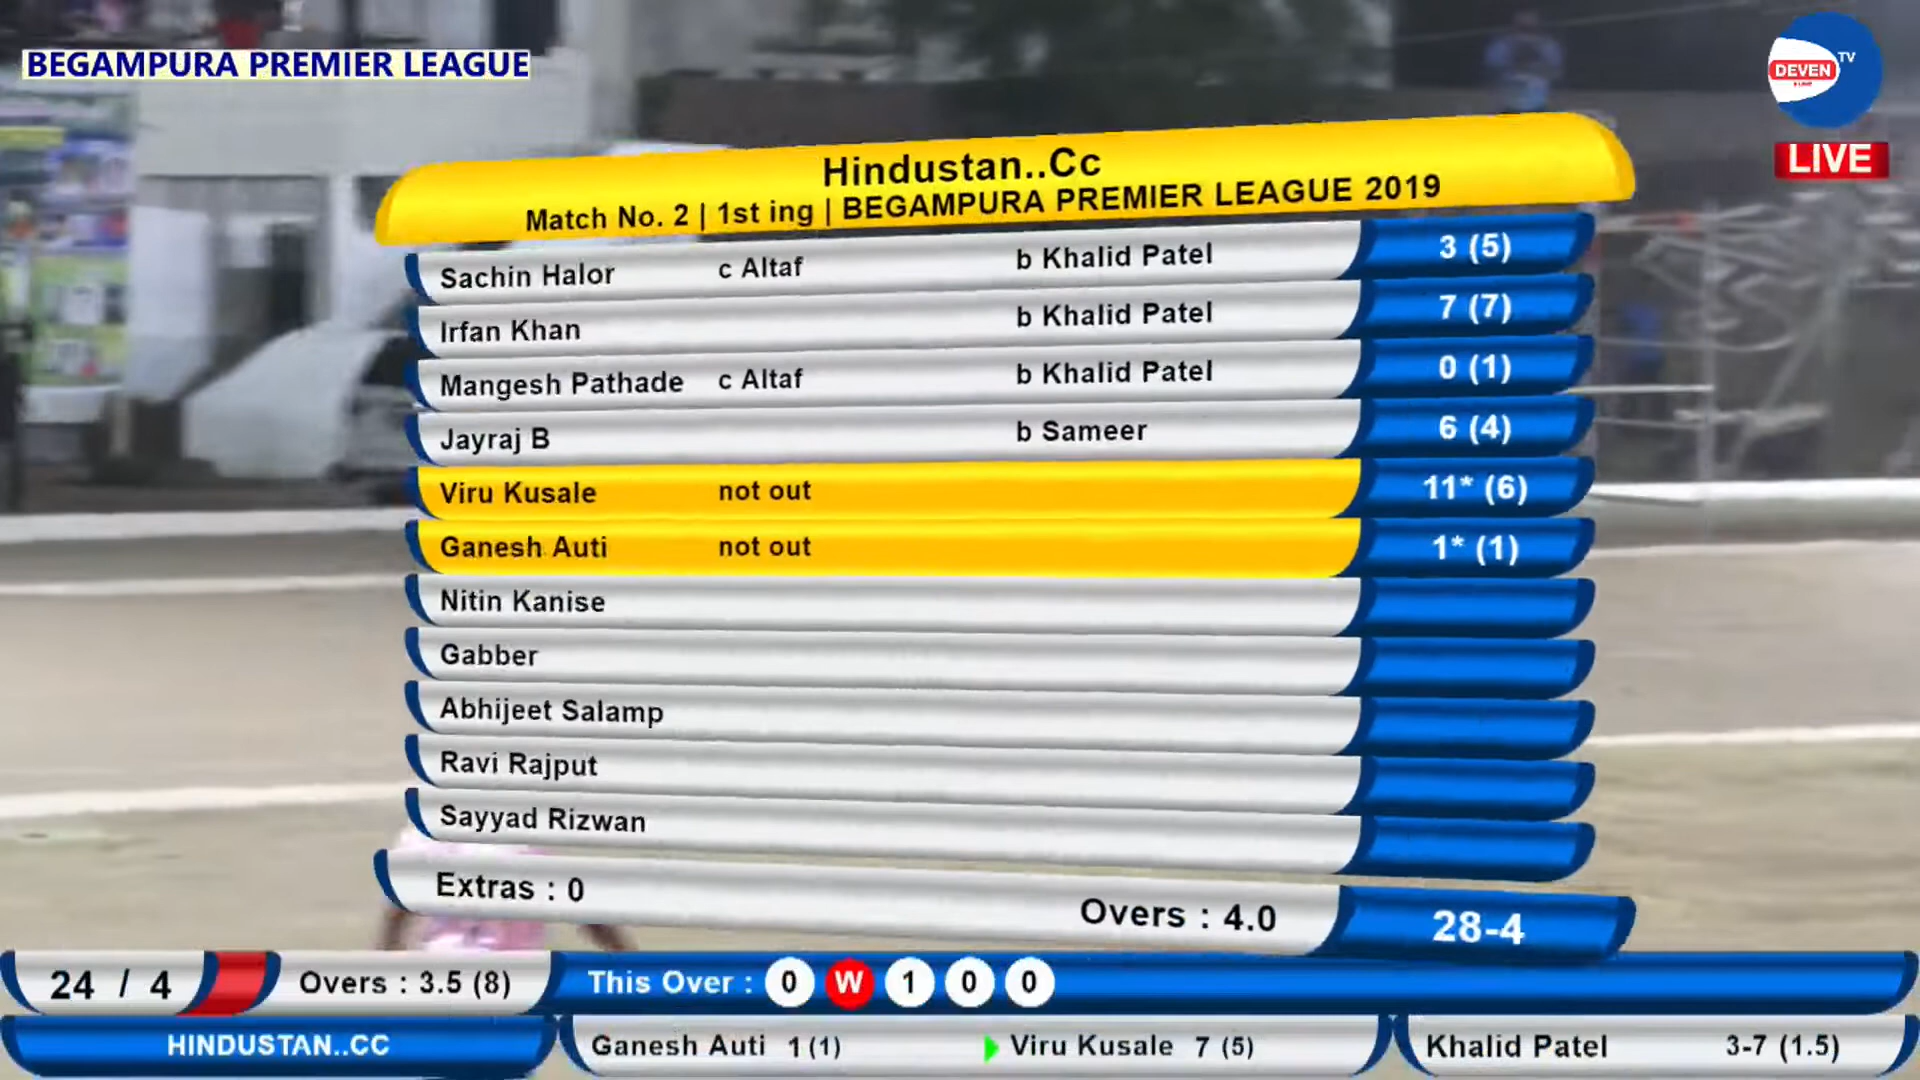 BEGAMPURA PREMIER LEAGUE
DEVEN TV
LIVE
Hindustan..Cc
Match No. 2 | 1st ing | BEGAMPURA PREMIER LEAGUE 2019
Sachin Halor c Altaf b Khalid Patel 3 (5)
Irfan Khan b Khalid Patel 7 (7)
Mangesh Pathade c Altaf b Khalid Patel 0 (1)
Jayraj B b Sameer 6 (4)
Viru Kusale not out 11* (6)
Ganesh Auti not out 1* (1)
Nitin Kanise
Gabber
Abhijeet Salamp
Ravi Rajput
Sayyad Rizwan
Extras : 0 Overs : 4.0 28-4
24 / 4 Overs : 3.5 (8) This Over : 0 W 1 0 0
HINDUSTAN..CC Ganesh Auti 1 (1) Viru Kusale 7 (5) Khalid Patel 3-7 (1.5)